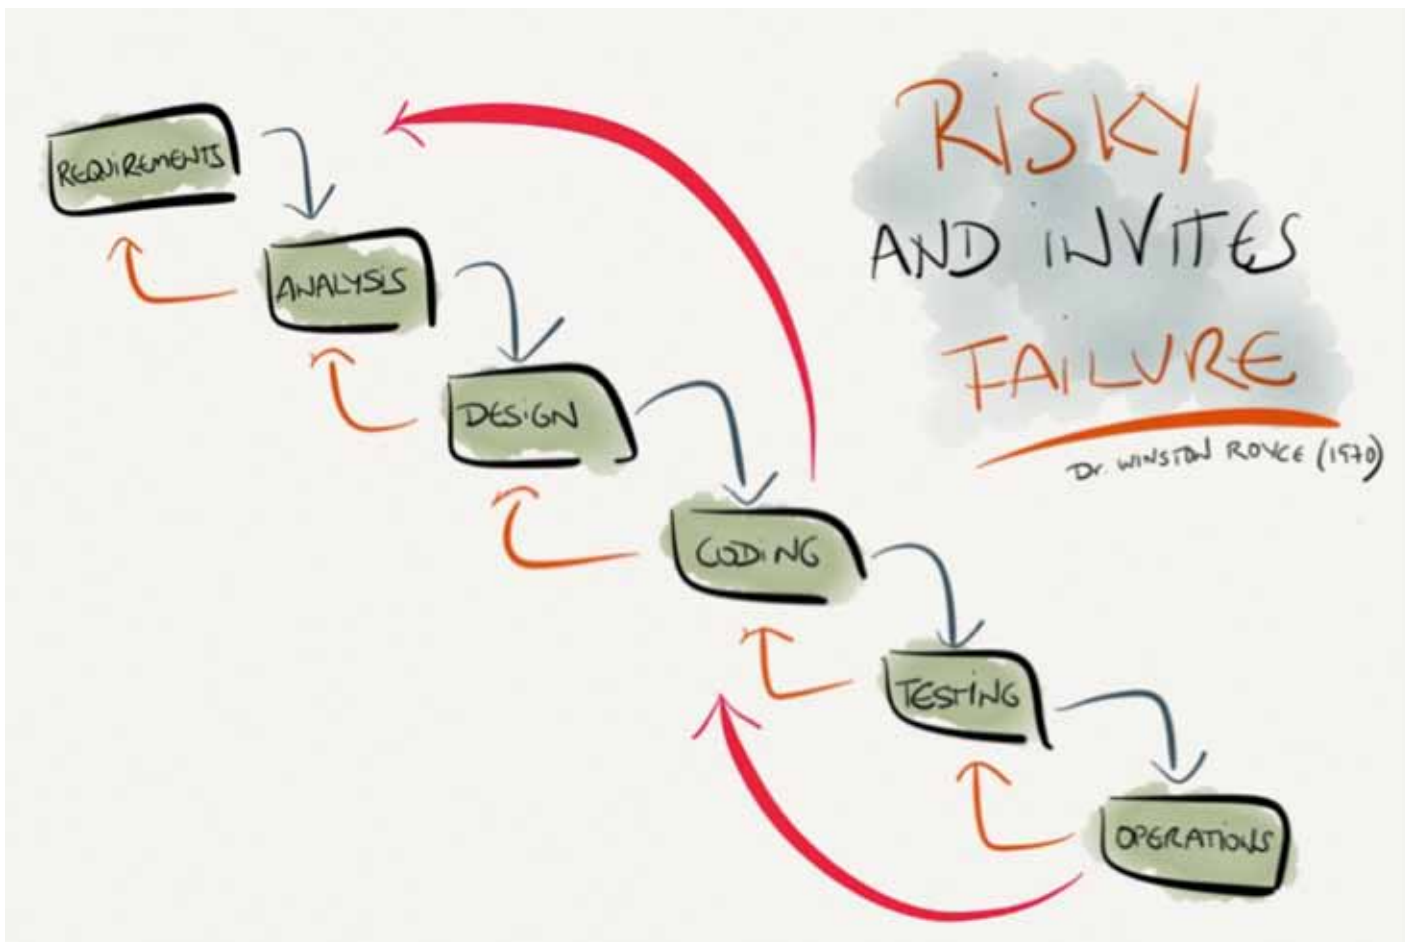 REQUIREMENTS
ANALYSIS
DESIGN
CODING
TESTING
OPERATIONS
RISKY
AND INVITES
FAILURE
Dr. WINSTON ROYCE (1970)